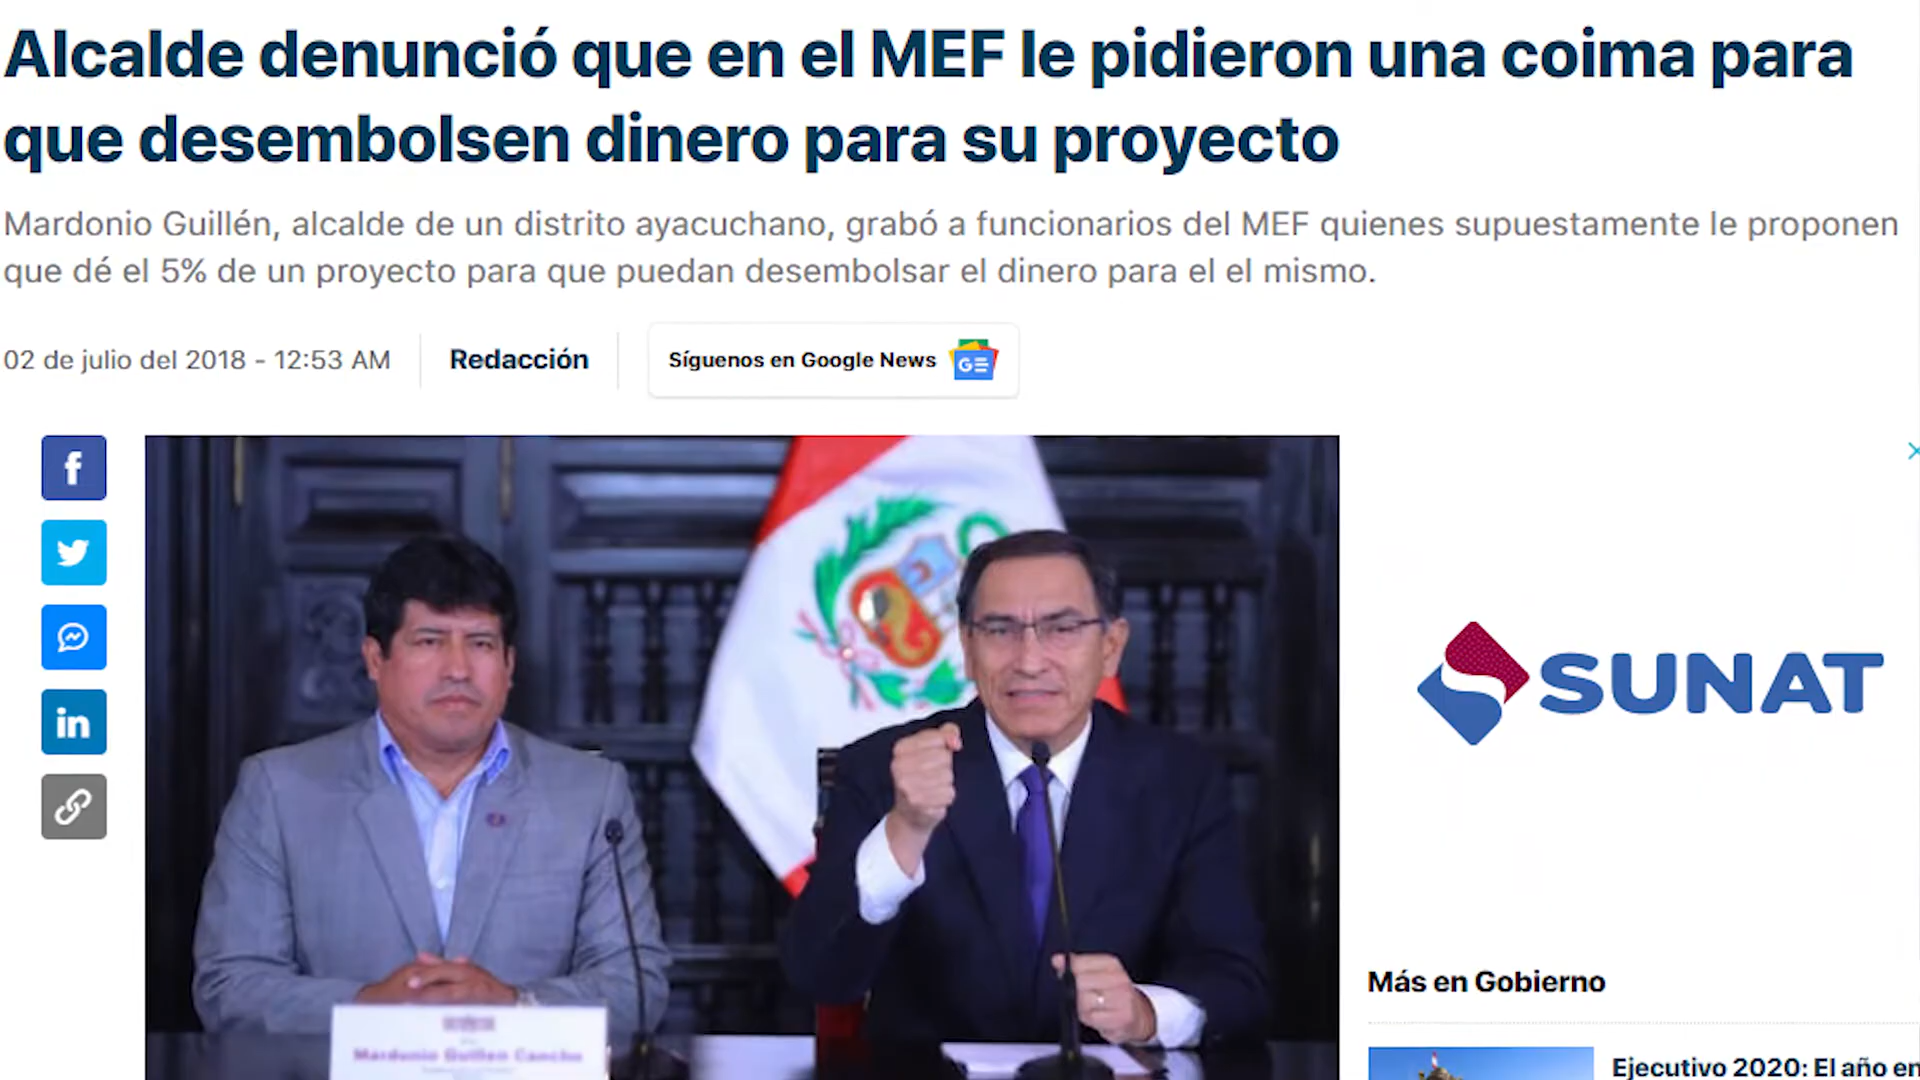 Alcalde denunció que en el MEF le pidieron una coima para
que desembolsen dinero para su proyecto
Mardonio Guillén, alcalde de un distrito ayacuchano, grabó a funcionarios del MEF quienes supuestamente le proponen
que dé el 5% de un proyecto para que puedan desembolsar el dinero para el el mismo.
02 de julio del 2018 - 12:53 AM
Redacción
Síguenos en Google News
SUNAT
Mardonio Guillen Cancho
Más en Gobierno
Ejecutivo 2020: El año en